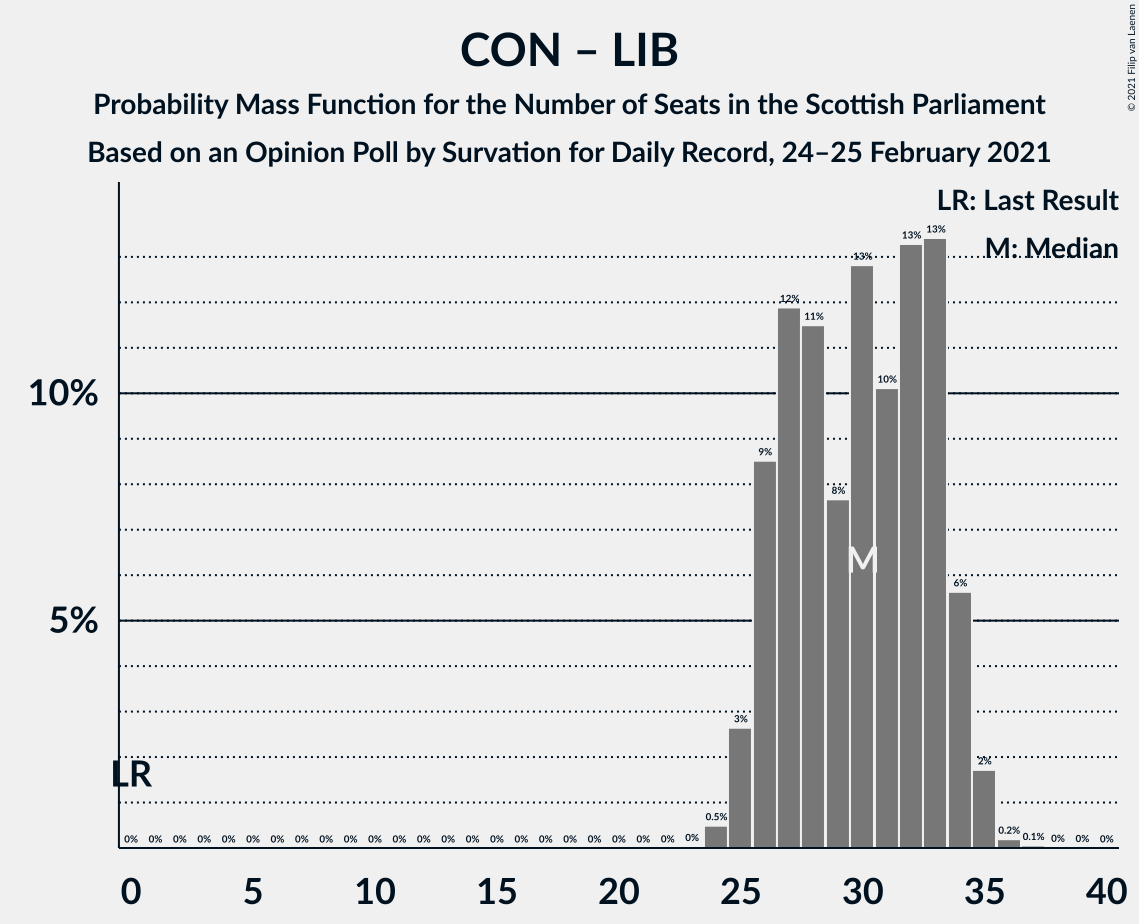 CON – LIB
Probability Mass Function for the Number of Seats in the Scottish Parliament
Based on an Opinion Poll by Survation for Daily Record, 24–25 February 2021
© 2021 Filip van Laenen
LR: Last Result
M: Median
10%
5%
0% 0% 0% 0% 0% 0% 0% 0% 0% 0% 0% 0% 0% 0% 0% 0% 0% 0% 0% 0% 0% 0% 0% 0% 0.5% 3% 9% 12% 11% 8% 13% 10% 13% 13% 6% 2% 0.2% 0.1% 0% 0% 0%
M
LR
0 5 10 15 20 25 30 35 40